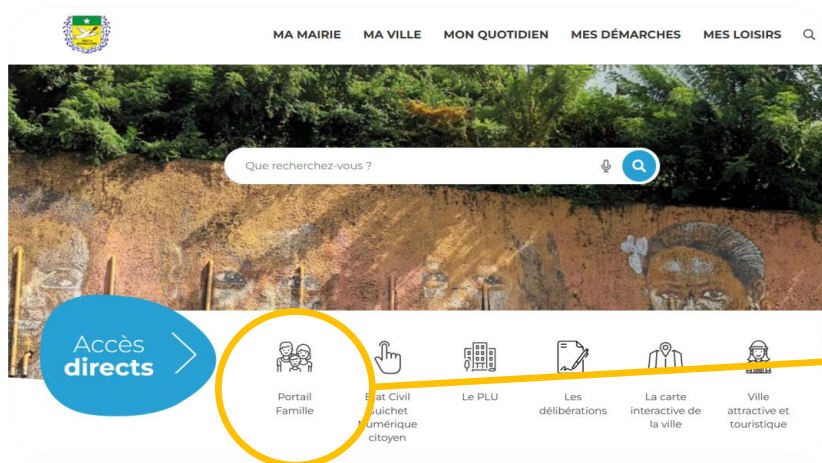 MA MAIRIE MA VILLE MON QUOTIDIEN MES DÉMARCHES MES LOISIRS
Que recherchez-vous ?
Accès
directs
Portail
Famille
État Civil
Guichet
Numérique
citoyen
Le PLU
Les
délibérations
La carte
interactive de
la ville
Ville
attractive et
touristique